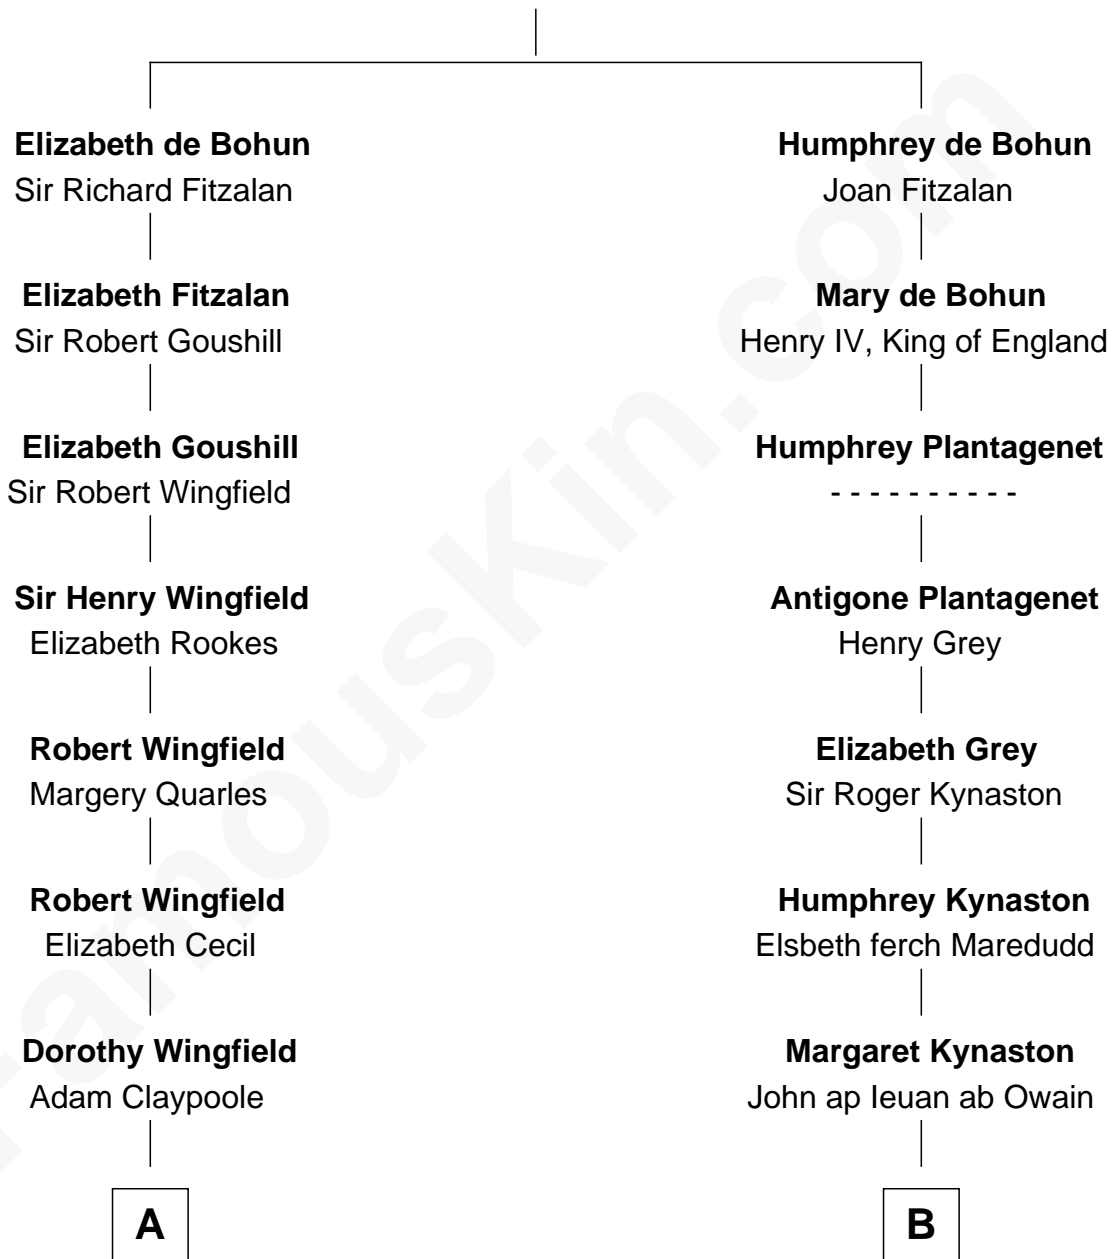 Elizabeth de Bohun
Sir Richard Fitzalan
Elizabeth Fitzalan
Sir Robert Goushill
Elizabeth Goushill
Sir Robert Wingfield
Sir Henry Wingfield
Elizabeth Rookes
Robert Wingfield
Margery Quarles
Robert Wingfield
Elizabeth Cecil
Dorothy Wingfield
Adam Claypoole
A
Humphrey de Bohun
Joan Fitzalan
Mary de Bohun
Henry IV, King of England
Humphrey Plantagenet
- - - - - - - - - -
Antigone Plantagenet
Henry Grey
Elizabeth Grey
Sir Roger Kynaston
Humphrey Kynaston
Elsbeth ferch Maredudd
Margaret Kynaston
John ap Ieuan ab Owain
B
FamousKin.com